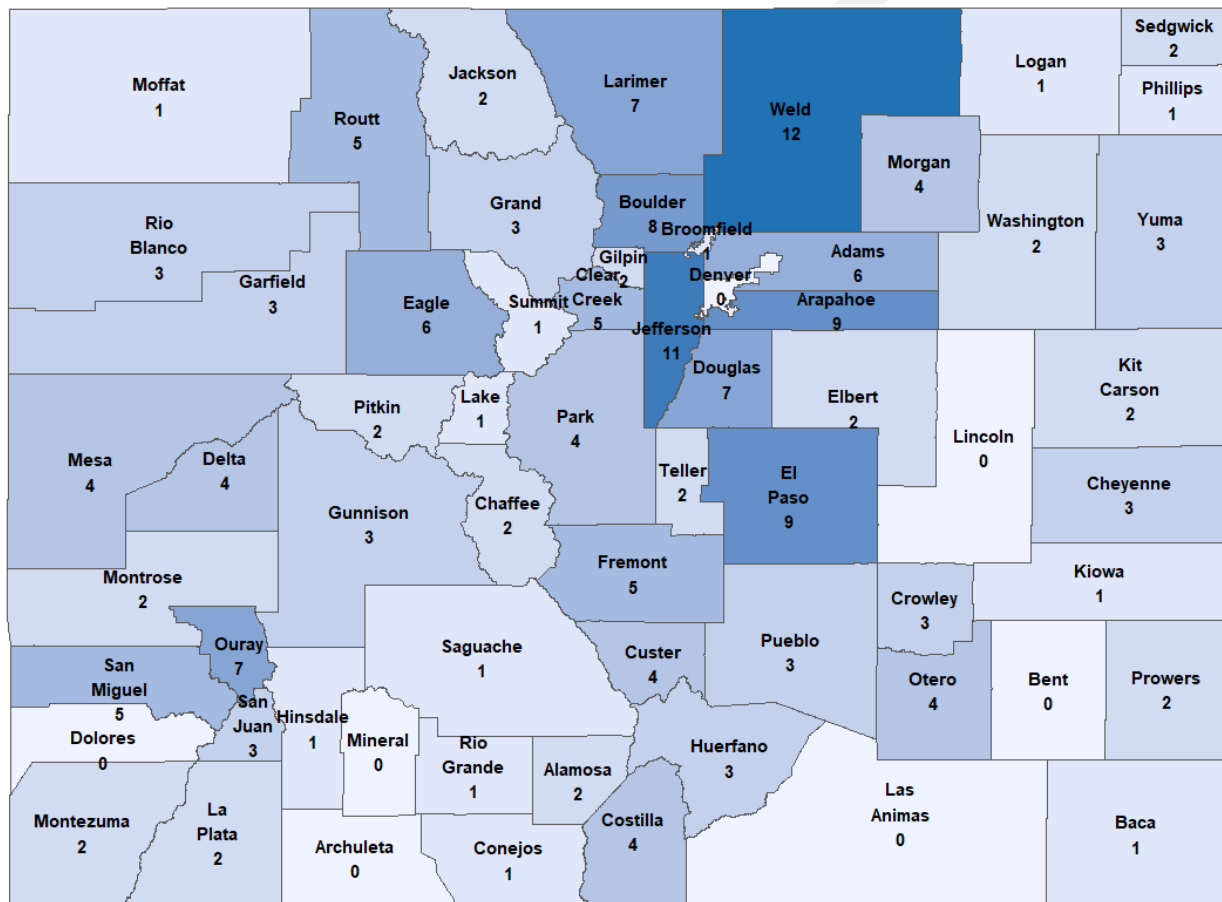 Moffat
1
Routt
5
Jackson
2
Larimer
7
Weld
12
Logan
1
Sedgwick
2
Phillips
1
Morgan
4
Rio
Blanco
3
Grand
3
Boulder
8
Broomfield
1
Washington
2
Yuma
3
Garfield
3
Eagle
6
Summit
1
Gilpin
2
Clear
Creek
5
Jefferson
11
Denver
0
Adams
6
Arapahoe
9
Mesa
4
Delta
4
Pitkin
2
Lake
1
Park
4
Douglas
7
Elbert
2
Lincoln
0
Kit
Carson
2
Gunnison
3
Chaffee
2
Teller
2
El
Paso
9
Cheyenne
3
Montrose
2
Fremont
5
Crowley
3
Kiowa
1
Ouray
7
Saguache
1
Custer
4
Pueblo
3
Otero
4
Bent
0
Prowers
2
San
Miguel
5
San
Juan
3
Hinsdale
1
Mineral
0
Rio
Grande
1
Alamosa
2
Huerfano
3
Dolores
0
Montezuma
2
La
Plata
2
Archuleta
0
Conejos
1
Costilla
4
Las
Animas
0
Baca
1